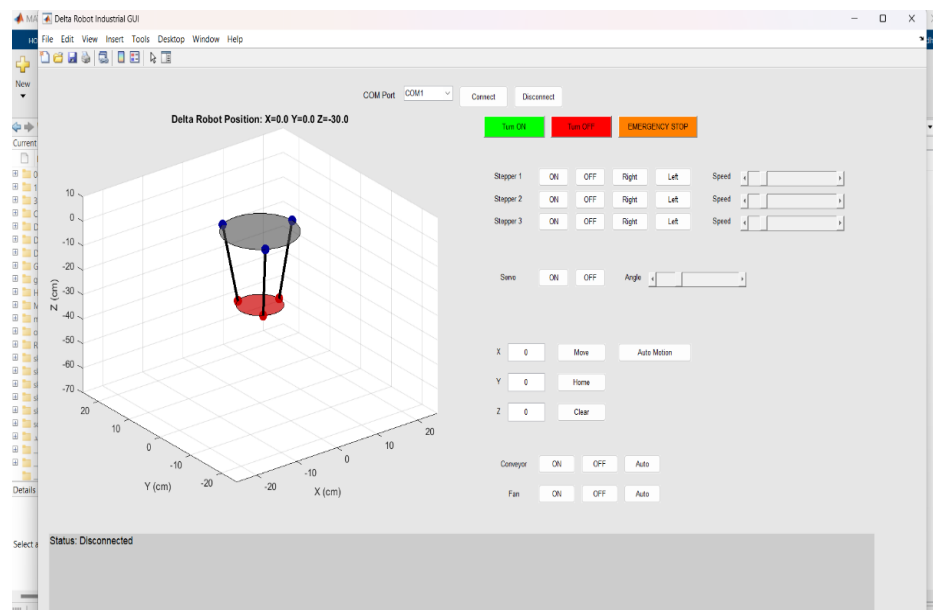 MA Delta Robot Industrial GUI
HO File Edit View Insert Tools Desktop Window Help
New
COM Port COM1 Connect Disconnect
Delta Robot Position: X=0.0 Y=0.0 Z=-30.0
Turn ON Turn OFF EMERGENCY STOP
Current
Stepper 1 ON OFF Right Left Speed
Stepper 2 ON OFF Right Left Speed
Stepper 3 ON OFF Right Left Speed
Servo ON OFF Angle
10
0
-10
-20
-30
-40
-50
-60
-70
Z (cm)
20
10
0
-10
-20
Y (cm)
-20
-10
0
10
20
X (cm)
X 0 Move Auto Motion
Y 0 Home
Z 0 Clear
Conveyor ON OFF Auto
Fan ON OFF Auto
Details
Select a
Status: Disconnected